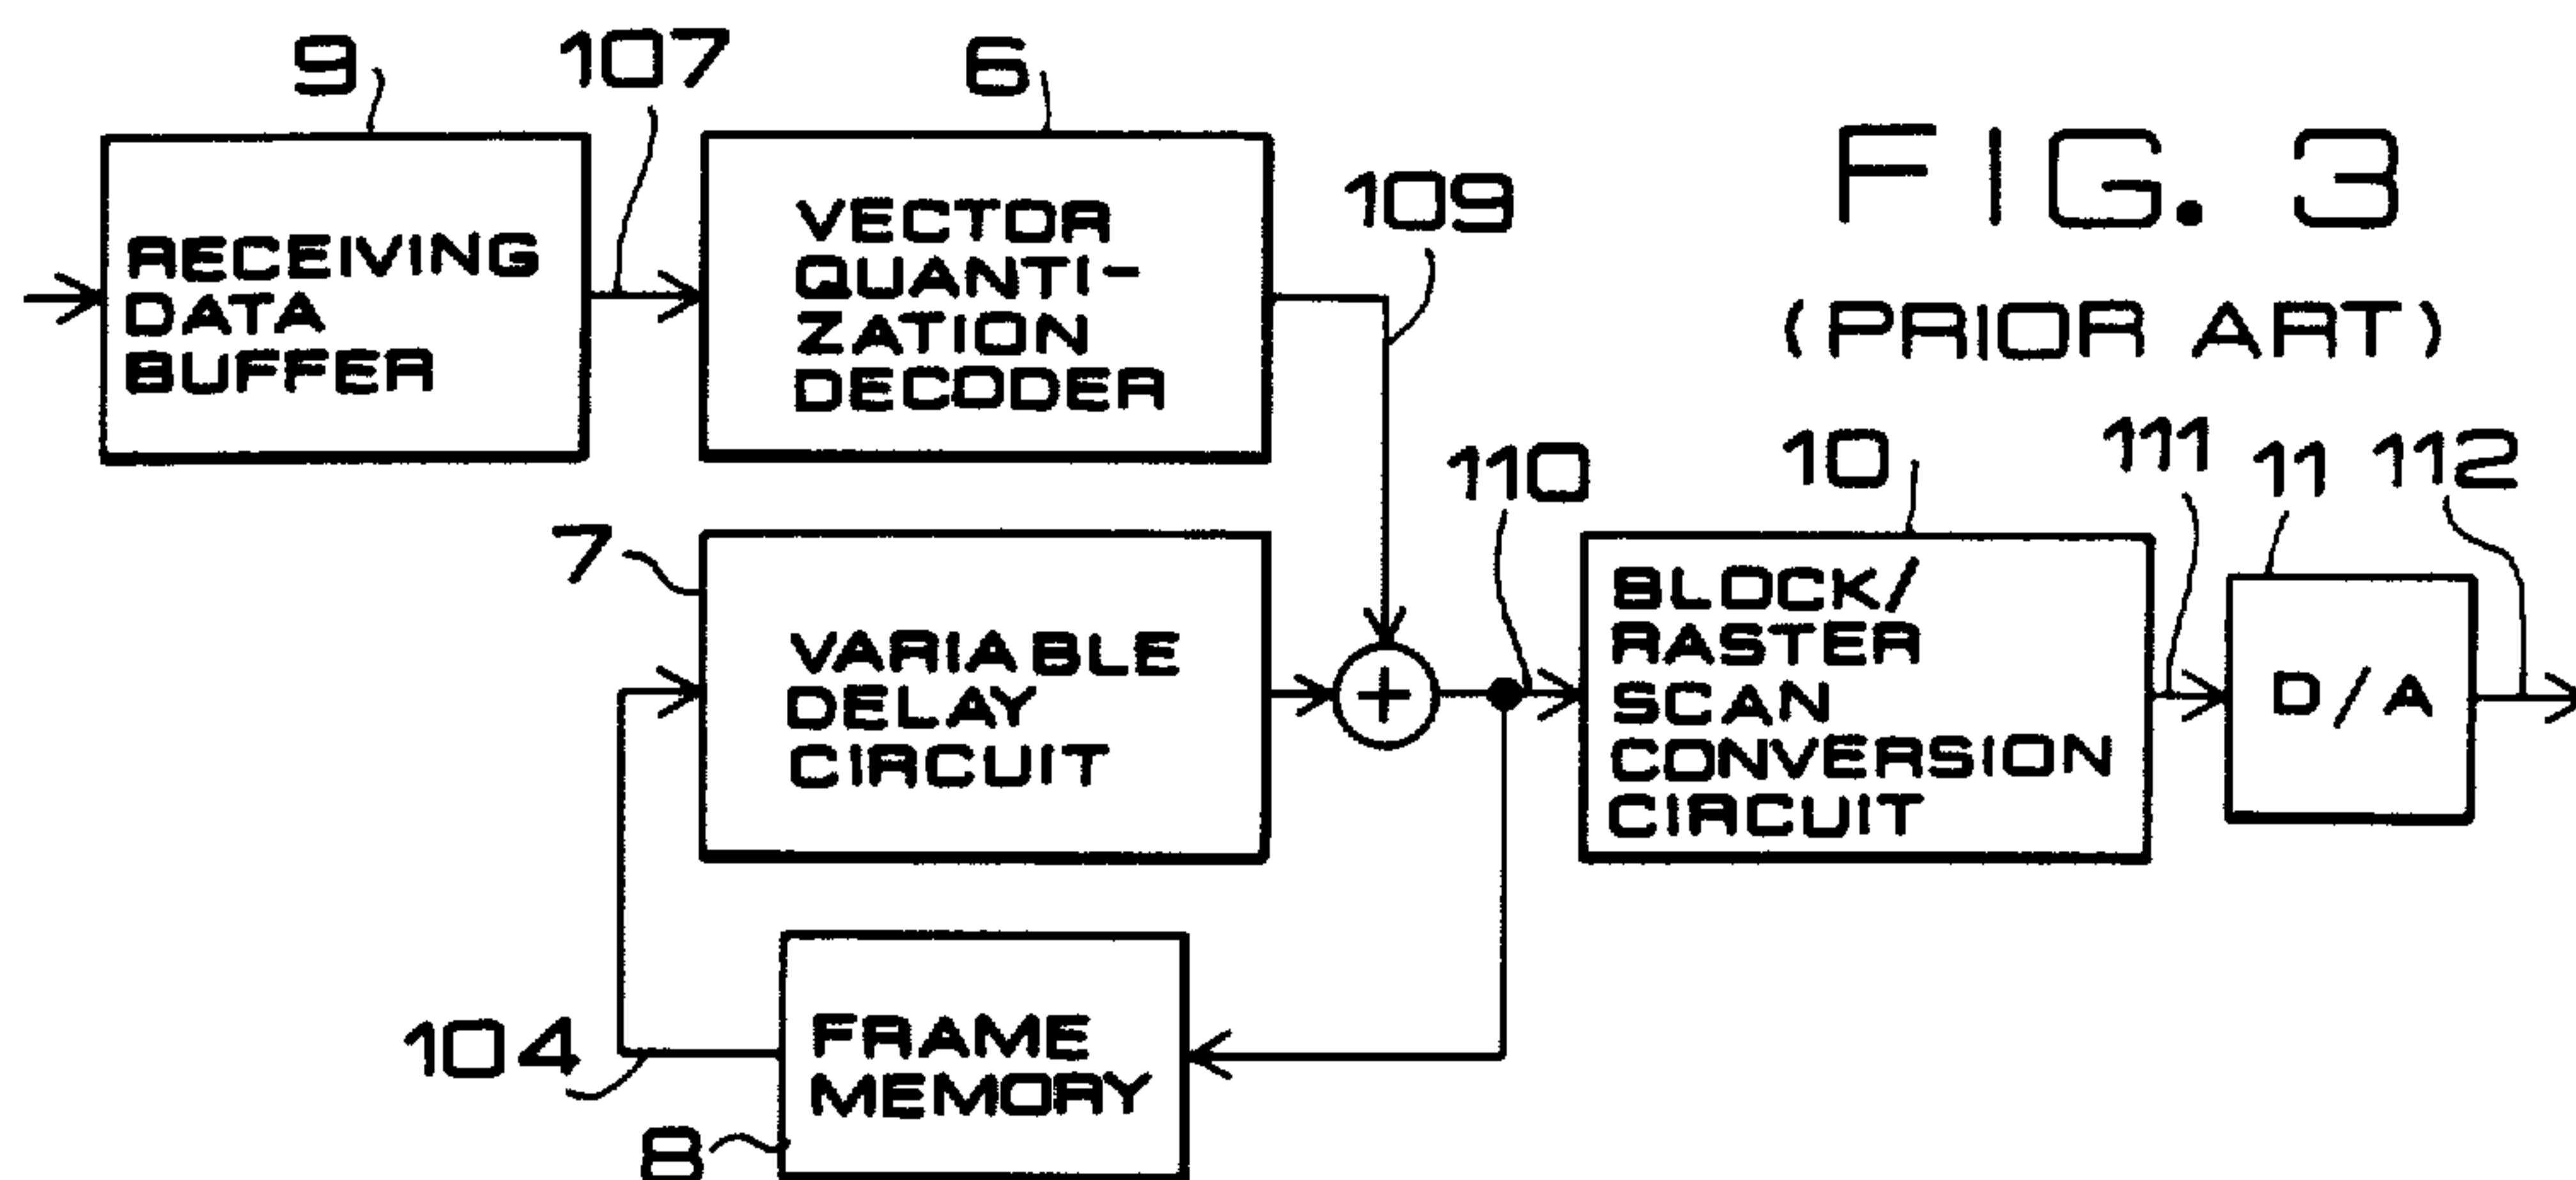 9
107
6
FIG. 3
(PRIOR ART)
RECEIVING
DATA
BUFFER
VECTOR
QUANTI-
ZATION
DECODER
109
110
10
111
11
112
7
VARIABLE
DELAY
CIRCUIT
+
BLOCK/
RASTER
SCAN
CONVERSION
CIRCUIT
D/A
104
FRAME
MEMORY
8